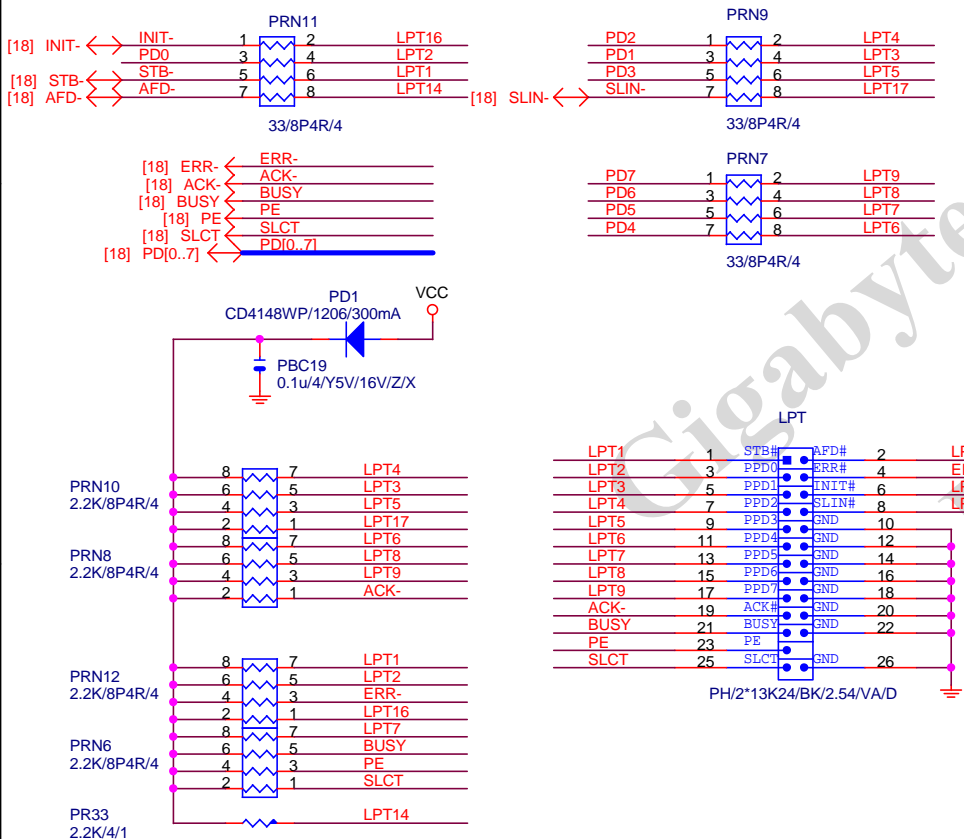 PRN11
[18] INIT- INIT- 1 2 LPT16
PD0 3 4 LPT2
[18] STB- STB- 5 6 LPT1
[18] AFD- AFD- 7 8 LPT14
33/8P4R/4
PRN9
PD2 1 2 LPT4
PD1 3 4 LPT3
PD3 5 6 LPT5
[18] SLIN- SLIN- 7 8 LPT17
33/8P4R/4
[18] ERR- ERR-
[18] ACK- ACK-
[18] BUSY BUSY
[18] PE PE
[18] SLCT SLCT
[18] PD[0..7] PD[0..7]
PRN7
PD7 1 2 LPT9
PD6 3 4 LPT8
PD5 5 6 LPT7
PD4 7 8 LPT6
33/8P4R/4
Gigabyte
PD1
VCC
CD4148WP/1206/300mA
PBC19
0.1u/4/Y5V/16V/Z/X
PRN10
2.2K/8P4R/4
8 7 LPT4
6 5 LPT3
4 3 LPT5
2 1 LPT17
PRN8
2.2K/8P4R/4
8 7 LPT6
6 5 LPT8
4 3 LPT9
2 1 ACK-
PRN12
2.2K/8P4R/4
8 7 LPT1
6 5 LPT2
4 3 ERR-
2 1 LPT16
PRN6
2.2K/8P4R/4
8 7 LPT7
6 5 BUSY
4 3 PE
2 1 SLCT
PR33
2.2K/4/1
LPT14
LPT
LPT1 1 STB# AFD# 2
LPT2 3 PPD0 ERR# 4
LPT3 5 PPD1 INIT# 6
LPT4 7 PPD2 SLIN# 8
LPT5 9 PPD3 GND 10
LPT6 11 PPD4 GND 12
LPT7 13 PPD5 GND 14
LPT8 15 PPD6 GND 16
LPT9 17 PPD7 GND 18
ACK- 19 ACK# GND 20
BUSY 21 BUSY GND 22
PE 23 PE
SLCT 25 SLCT GND 26
PH/2*13K24/BK/2.54/VA/D